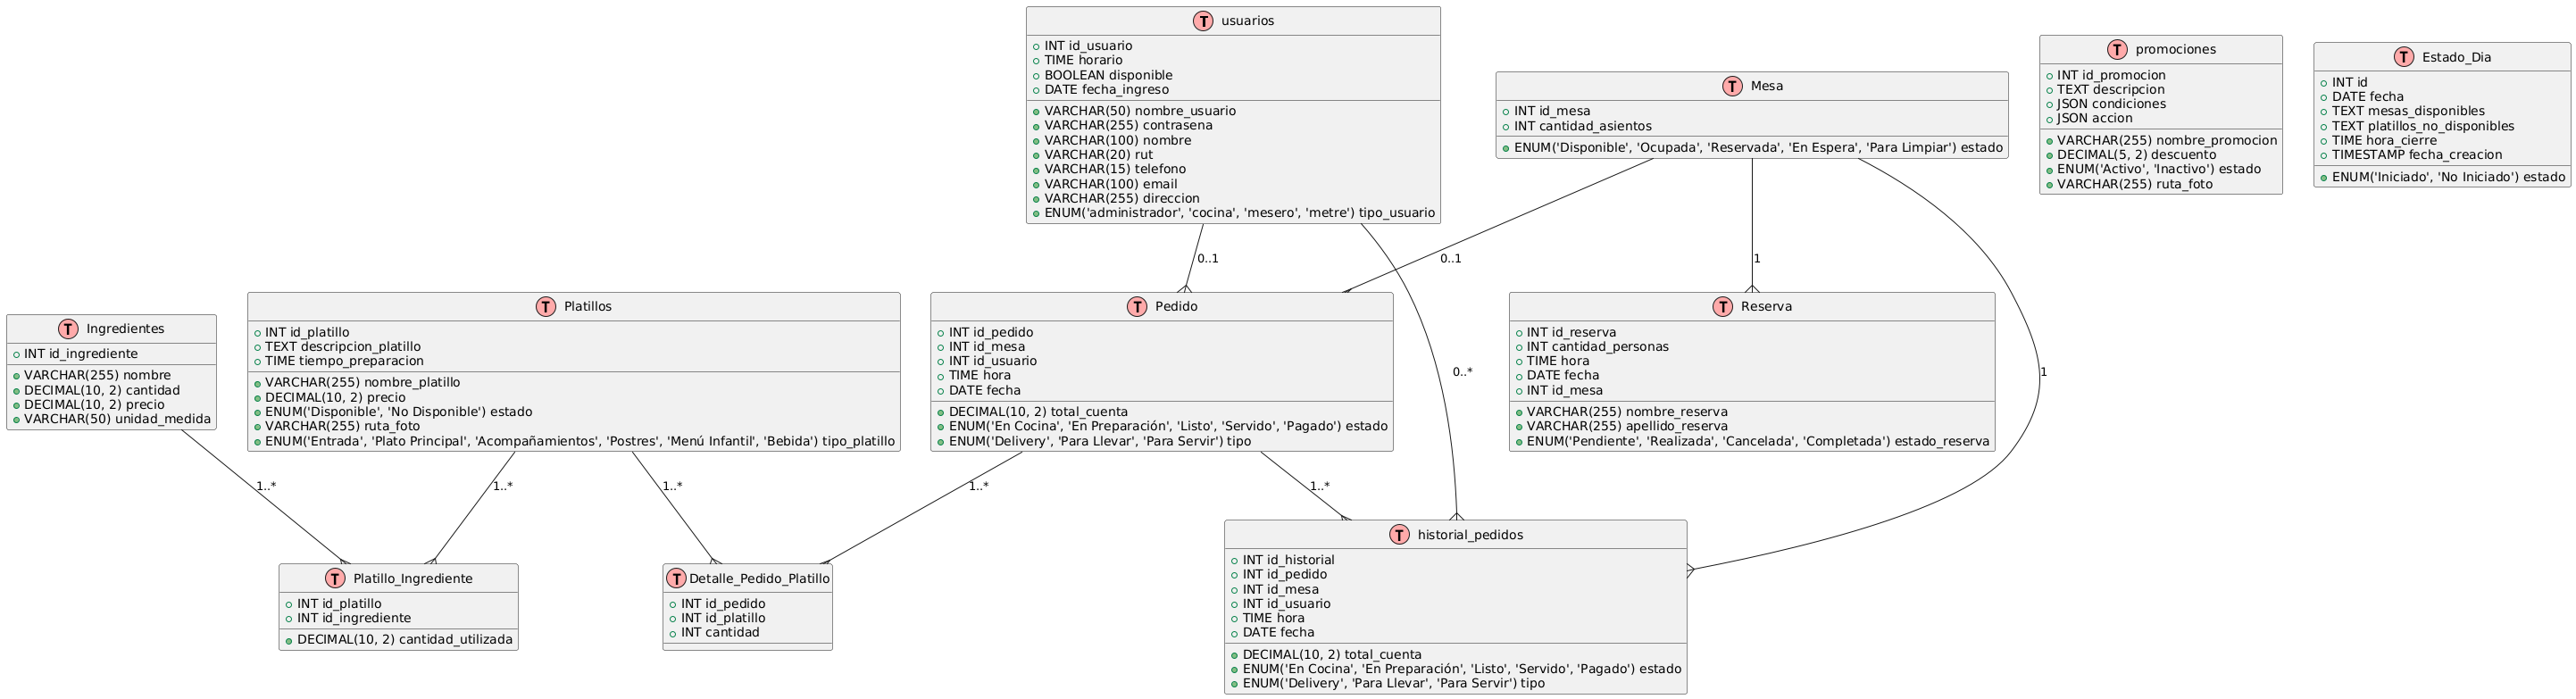 T usuarios
INT id_usuario
TIME horario
BOOLEAN disponible
DATE fecha_ingreso
VARCHAR(50) nombre_usuario
VARCHAR(255) contrasena
VARCHAR(100) nombre
VARCHAR(20) rut
VARCHAR(15) telefono
VARCHAR(100) email
VARCHAR(255) direccion
ENUM('administrador', 'cocina', 'mesero', 'metre') tipo_usuario
T Mesa
INT id_mesa
INT cantidad_asientos
ENUM('Disponible', 'Ocupada', 'Reservada', 'En Espera', 'Para Limpiar') estado
T promociones
INT id_promocion
TEXT descripcion
JSON condiciones
JSON accion
VARCHAR(255) nombre_promocion
DECIMAL(5, 2) descuento
ENUM('Activo', 'Inactivo') estado
VARCHAR(255) ruta_foto
T Estado_Dia
INT id
DATE fecha
TEXT mesas_disponibles
TEXT platillos_no_disponibles
TIME hora_cierre
TIMESTAMP fecha_creacion
ENUM('Iniciado', 'No Iniciado') estado
0..1
0..1
1
T Ingredientes
INT id_ingrediente
VARCHAR(255) nombre
DECIMAL(10, 2) cantidad
DECIMAL(10, 2) precio
VARCHAR(50) unidad_medida
T Platillos
INT id_platillo
TEXT descripcion_platillo
TIME tiempo_preparacion
VARCHAR(255) nombre_platillo
DECIMAL(10, 2) precio
ENUM('Disponible', 'No Disponible') estado
VARCHAR(255) ruta_foto
ENUM('Entrada', 'Plato Principal', 'Acompañamientos', 'Postres', 'Menú Infantil', 'Bebida') tipo_platillo
T Pedido
INT id_pedido
INT id_mesa
INT id_usuario
TIME hora
DATE fecha
DECIMAL(10, 2) total_cuenta
ENUM('En Cocina', 'En Preparación', 'Listo', 'Servido', 'Pagado') estado
ENUM('Delivery', 'Para Llevar', 'Para Servir') tipo
0..*
T Reserva
INT id_reserva
INT cantidad_personas
TIME hora
DATE fecha
INT id_mesa
VARCHAR(255) nombre_reserva
VARCHAR(255) apellido_reserva
ENUM('Pendiente', 'Realizada', 'Cancelada', 'Completada') estado_reserva
1
1..*
1..*
1..*
1..*
1..*
T Platillo_Ingrediente
INT id_platillo
INT id_ingrediente
DECIMAL(10, 2) cantidad_utilizada
T Detalle_Pedido_Platillo
INT id_pedido
INT id_platillo
INT cantidad
T historial_pedidos
INT id_historial
INT id_pedido
INT id_mesa
INT id_usuario
TIME hora
DATE fecha
DECIMAL(10, 2) total_cuenta
ENUM('En Cocina', 'En Preparación', 'Listo', 'Servido', 'Pagado') estado
ENUM('Delivery', 'Para Llevar', 'Para Servir') tipo